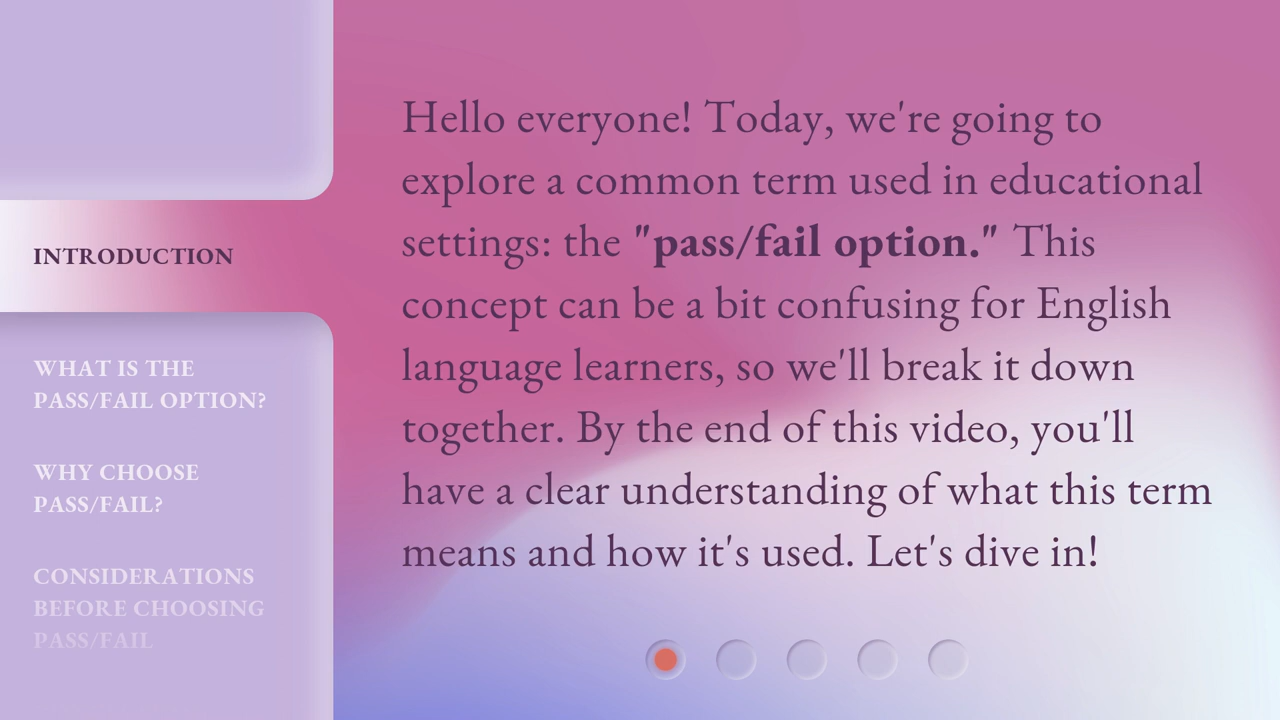 INTRODUCTION
WHAT IS THE
PASS/FAIL OPTION?
WHY CHOOSE
PASS/FAIL?
CONSIDERATIONS
BEFORE CHOOSING
PASS/FAIL
Hello everyone! Today, we're going to
explore a common term used in educational
settings: the "pass/fail option." This
concept can be a bit confusing for English
language learners, so we'll break it down
together. By the end of this video, you'll
have a clear understanding of what this term
means and how it's used. Let's dive in!